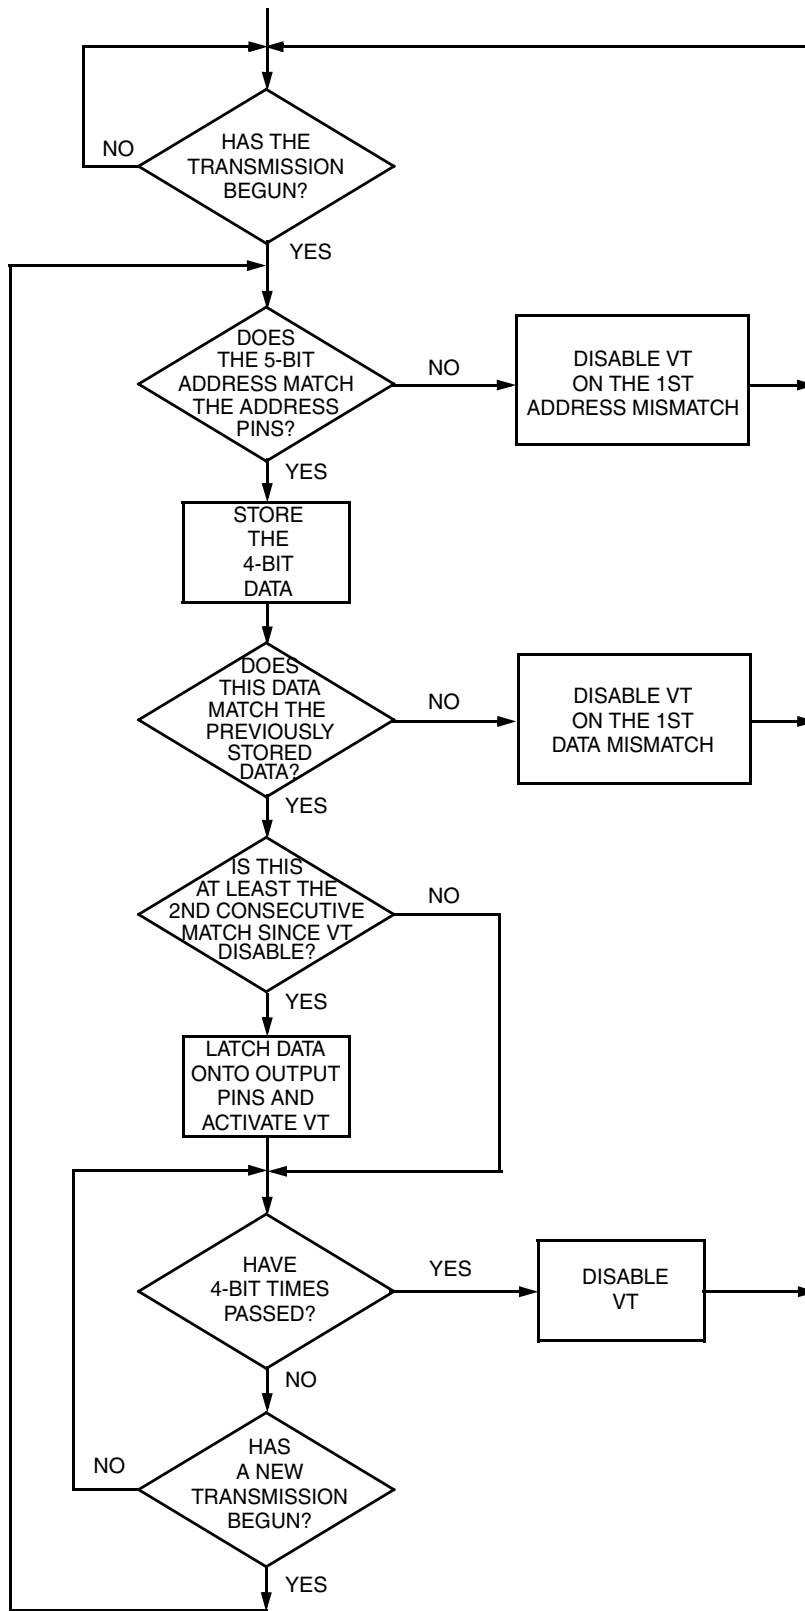 HAS THE
TRANSMISSION
BEGUN?
NO
YES
DOES
THE 5-BIT
ADDRESS MATCH
THE ADDRESS
PINS?
NO
DISABLE VT
ON THE 1ST
ADDRESS MISMATCH
YES
STORE
THE
4-BIT
DATA
DOES
THIS DATA
MATCH THE
PREVIOUSLY
STORED
DATA?
NO
DISABLE VT
ON THE 1ST
DATA MISMATCH
YES
IS THIS
AT LEAST THE
2ND CONSECUTIVE
MATCH SINCE VT
DISABLE?
NO
YES
LATCH DATA
ONTO OUTPUT
PINS AND
ACTIVATE VT
HAVE
4-BIT TIMES
PASSED?
YES
DISABLE
VT
NO
HAS
A NEW
TRANSMISSION
BEGUN?
NO
YES